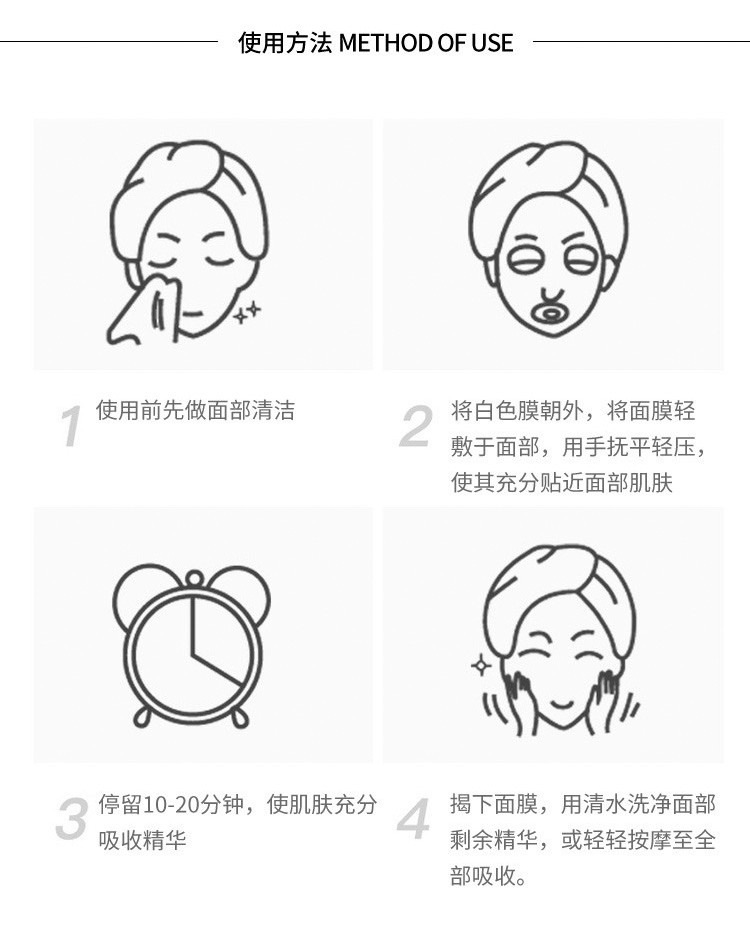 使用方法 METHOD OF USE
1 使用前先做面部清洁
2 将白色膜朝外，将面膜轻
敷于面部，用手抚平轻压，
使其充分贴近面部肌肤
3 停留10-20分钟，使肌肤充分
吸收精华
4 揭下面膜，用清水洗净面部
剩余精华，或轻轻按摩至全
部吸收。